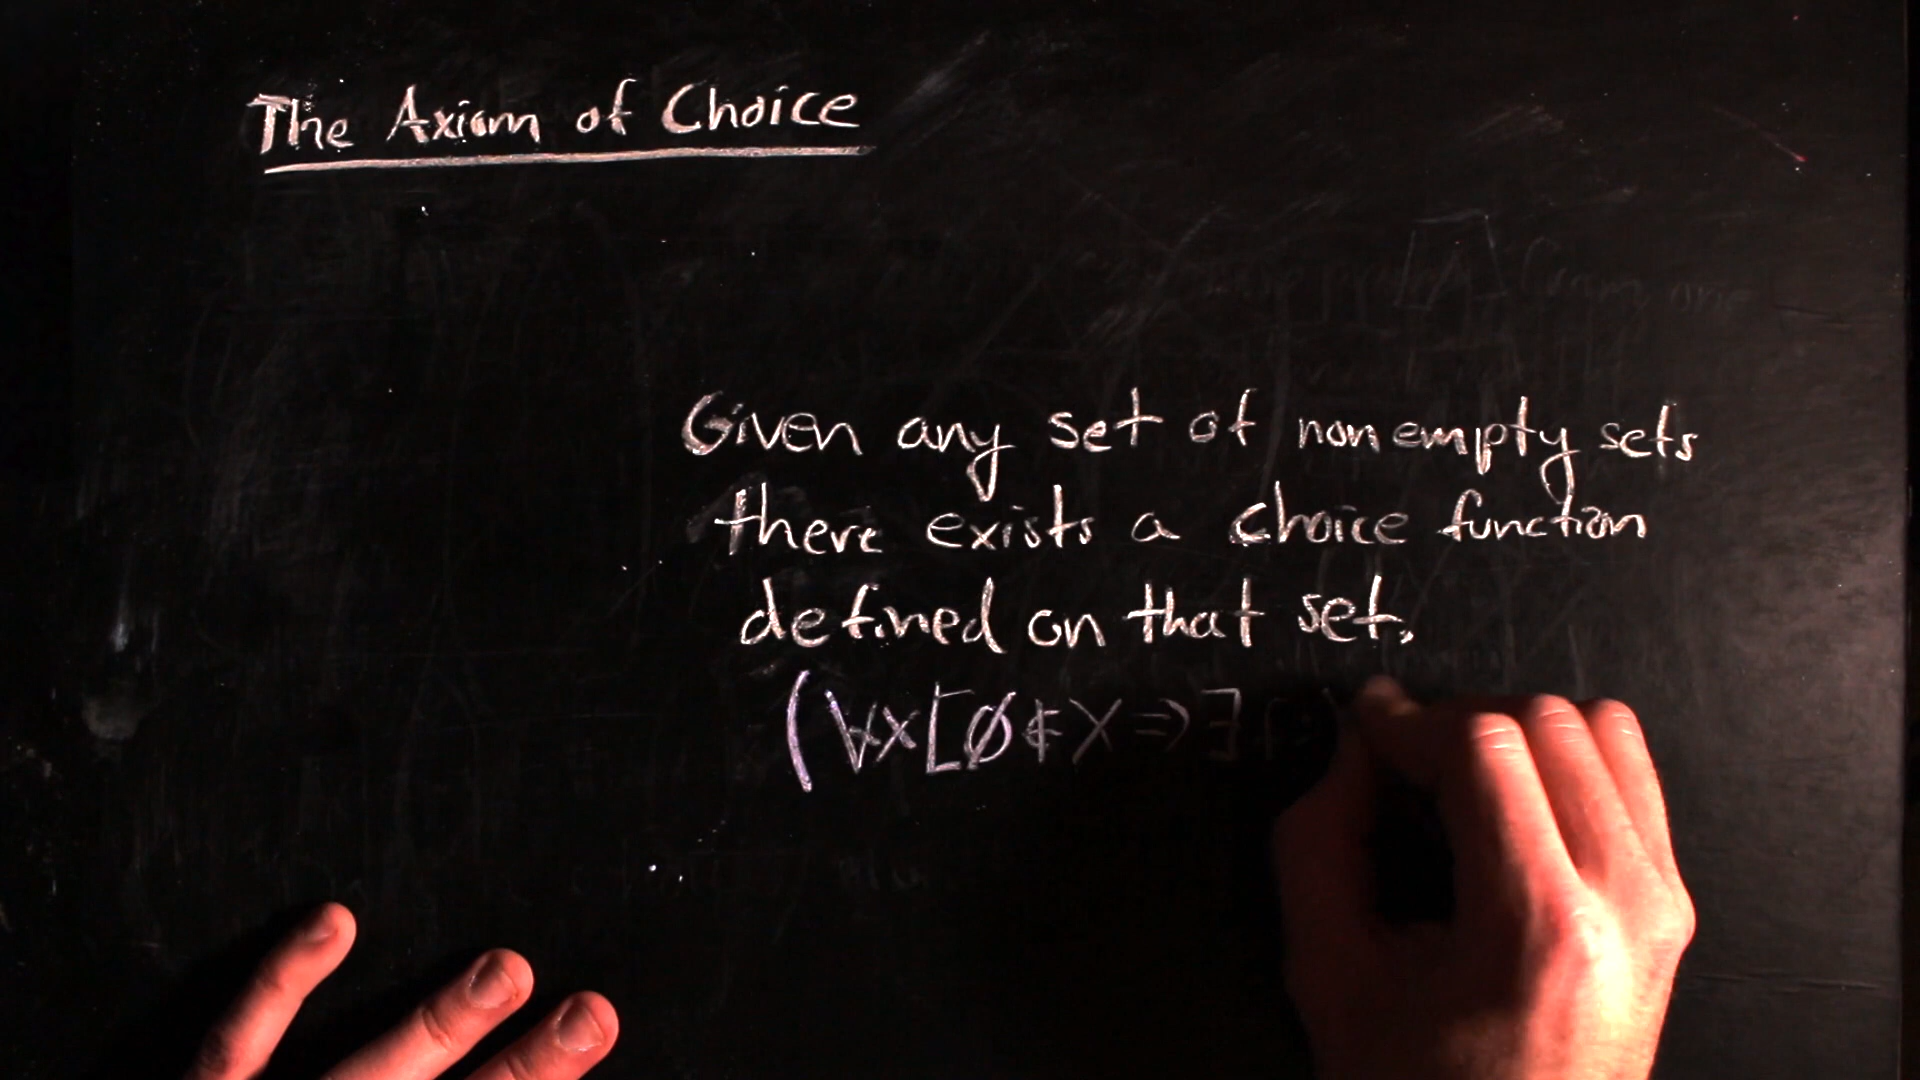 The Axiom of Choice
Given any set of nonempty sets
there exists a choice function
defined on that set.
(∀x[∅∉X⇒∃f: